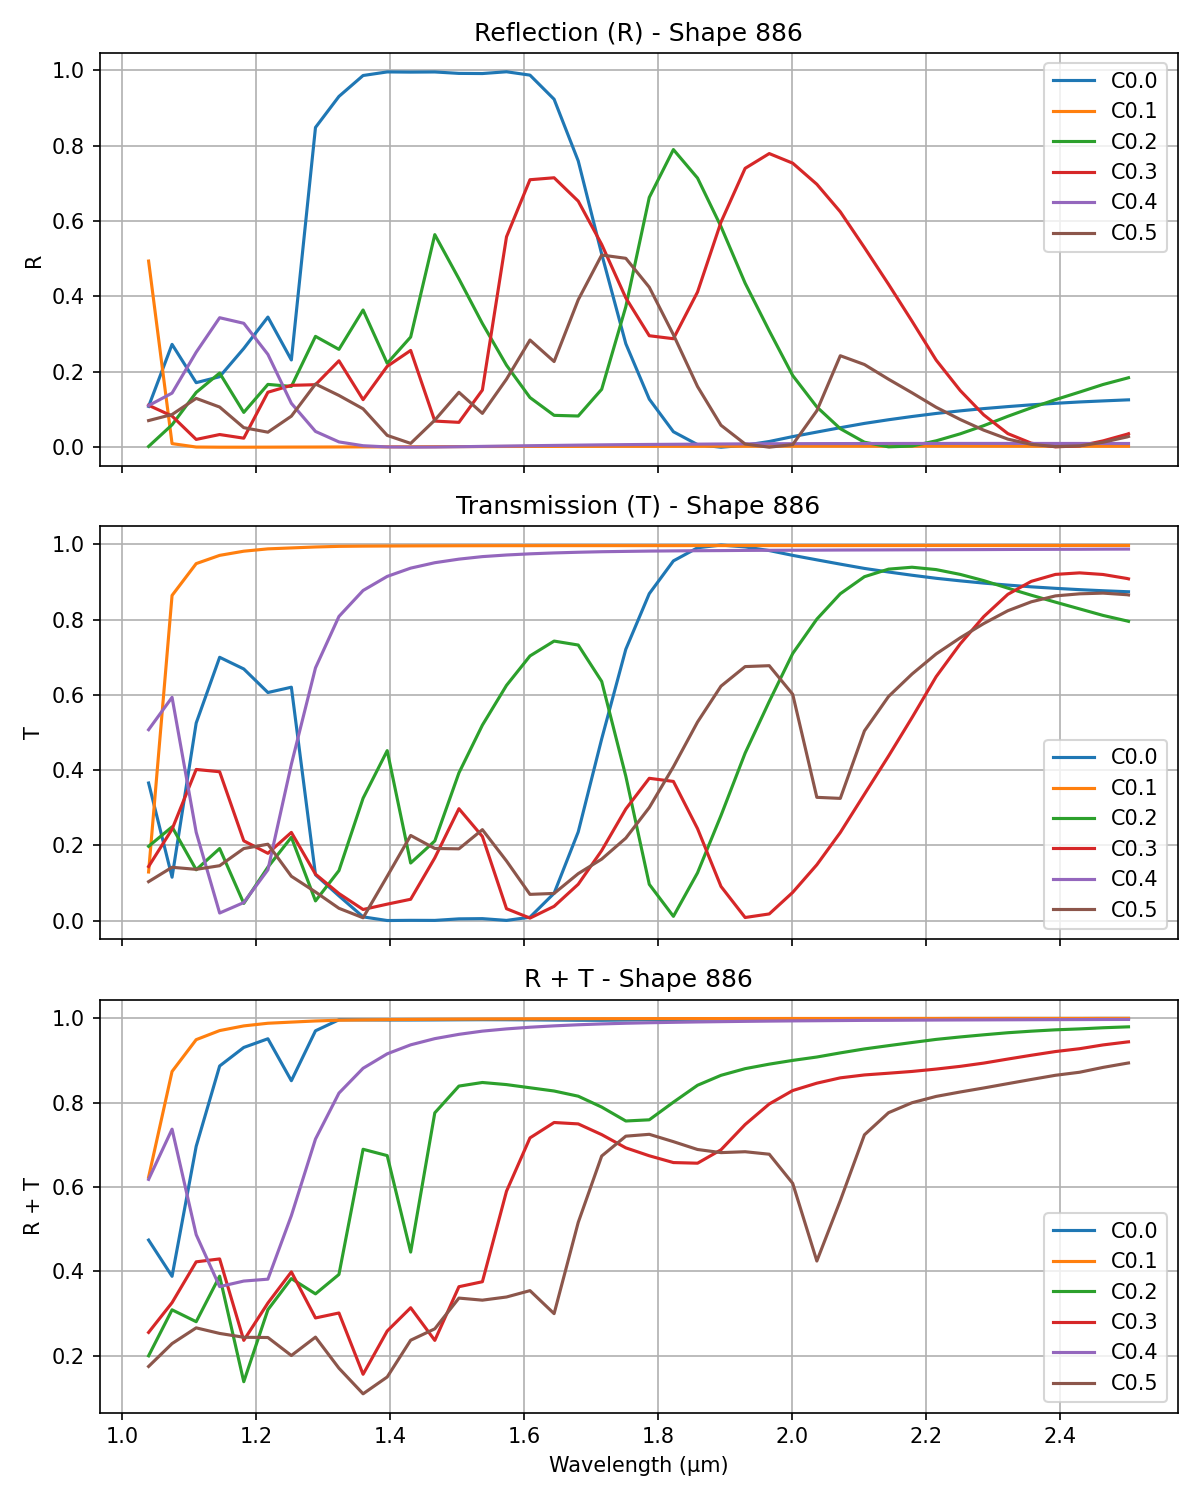 Reflection (R) - Shape 886
1.0
0.8
0.6
0.4
0.2
0.0
R
C0.0
C0.1
C0.2
C0.3
C0.4
C0.5
Transmission (T) - Shape 886
1.0
0.8
0.6
0.4
0.2
0.0
T
C0.0
C0.1
C0.2
C0.3
C0.4
C0.5
R + T - Shape 886
1.0
0.8
0.6
0.4
0.2
R + T
C0.0
C0.1
C0.2
C0.3
C0.4
C0.5
1.0 1.2 1.4 1.6 1.8 2.0 2.2 2.4
Wavelength (μm)